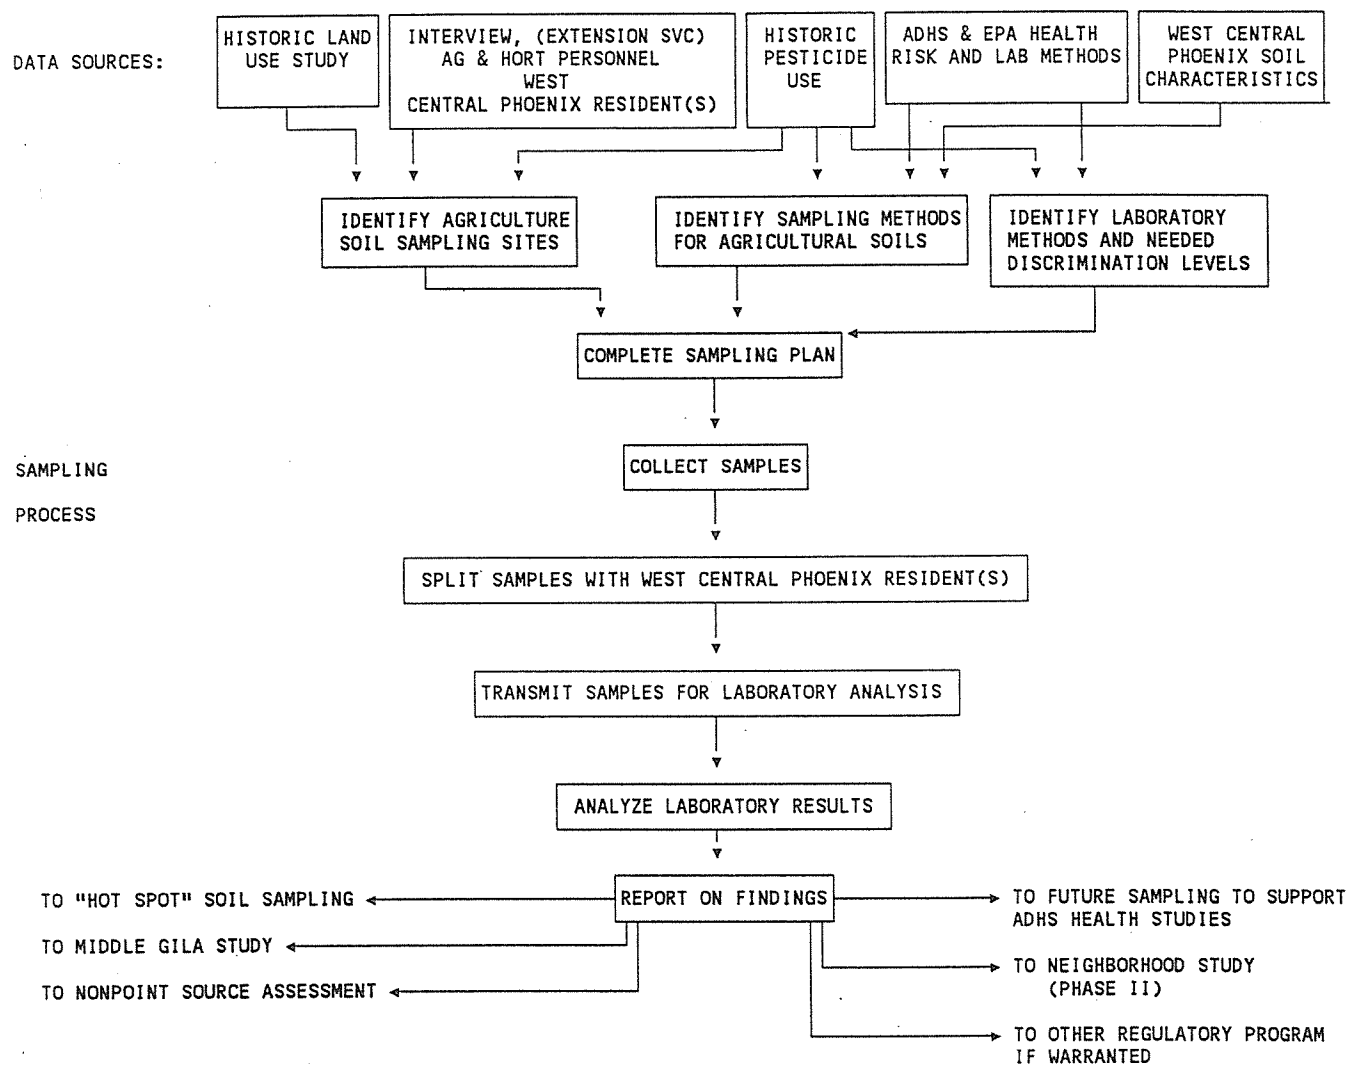 DATA SOURCES:
HISTORIC LAND
USE STUDY
INTERVIEW, (EXTENSION SVC)
AG & HORT PERSONNEL
WEST
CENTRAL PHOENIX RESIDENT(S)
HISTORIC
PESTICIDE
USE
ADHS & EPA HEALTH
RISK AND LAB METHODS
WEST CENTRAL
PHOENIX SOIL
CHARACTERISTICS
IDENTIFY AGRICULTURE
SOIL SAMPLING SITES
IDENTIFY SAMPLING METHODS
FOR AGRICULTURAL SOILS
IDENTIFY LABORATORY
METHODS AND NEEDED
DISCRIMINATION LEVELS
COMPLETE SAMPLING PLAN
SAMPLING
PROCESS
COLLECT SAMPLES
SPLIT SAMPLES WITH WEST CENTRAL PHOENIX RESIDENT(S)
TRANSMIT SAMPLES FOR LABORATORY ANALYSIS
ANALYZE LABORATORY RESULTS
REPORT ON FINDINGS
TO "HOT SPOT" SOIL SAMPLING
TO MIDDLE GILA STUDY
TO NONPOINT SOURCE ASSESSMENT
TO FUTURE SAMPLING TO SUPPORT
ADHS HEALTH STUDIES
TO NEIGHBORHOOD STUDY
(PHASE II)
TO OTHER REGULATORY PROGRAM
IF WARRANTED